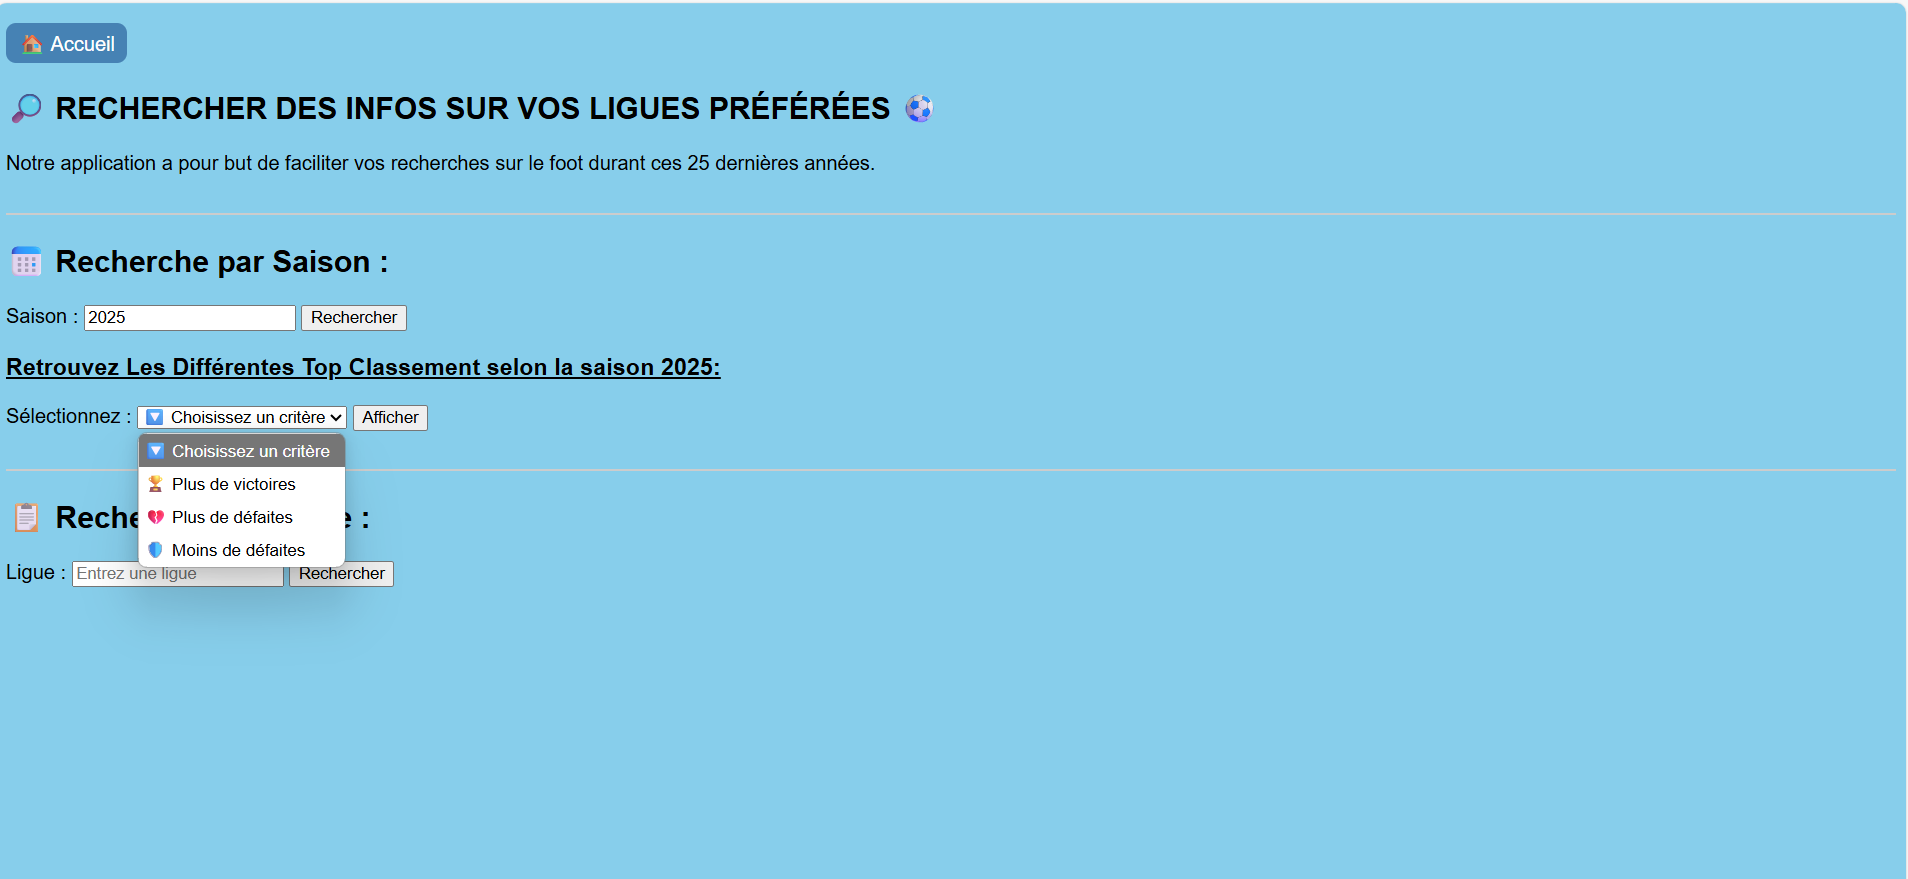 Accueil
RECHERCHER DES INFOS SUR VOS LIGUES PRÉFÉRÉES
Notre application a pour but de faciliter vos recherches sur le foot durant ces 25 dernières années.
Recherche par Saison :
Saison : 2025 Rechercher
Retrouvez Les Différentes Top Classement selon la saison 2025:
Sélectionnez : Choisissez un critère Afficher
Choisissez un critère
Plus de victoires
Plus de défaites
Moins de défaites
:
Ligue : Entrez une ligue Rechercher